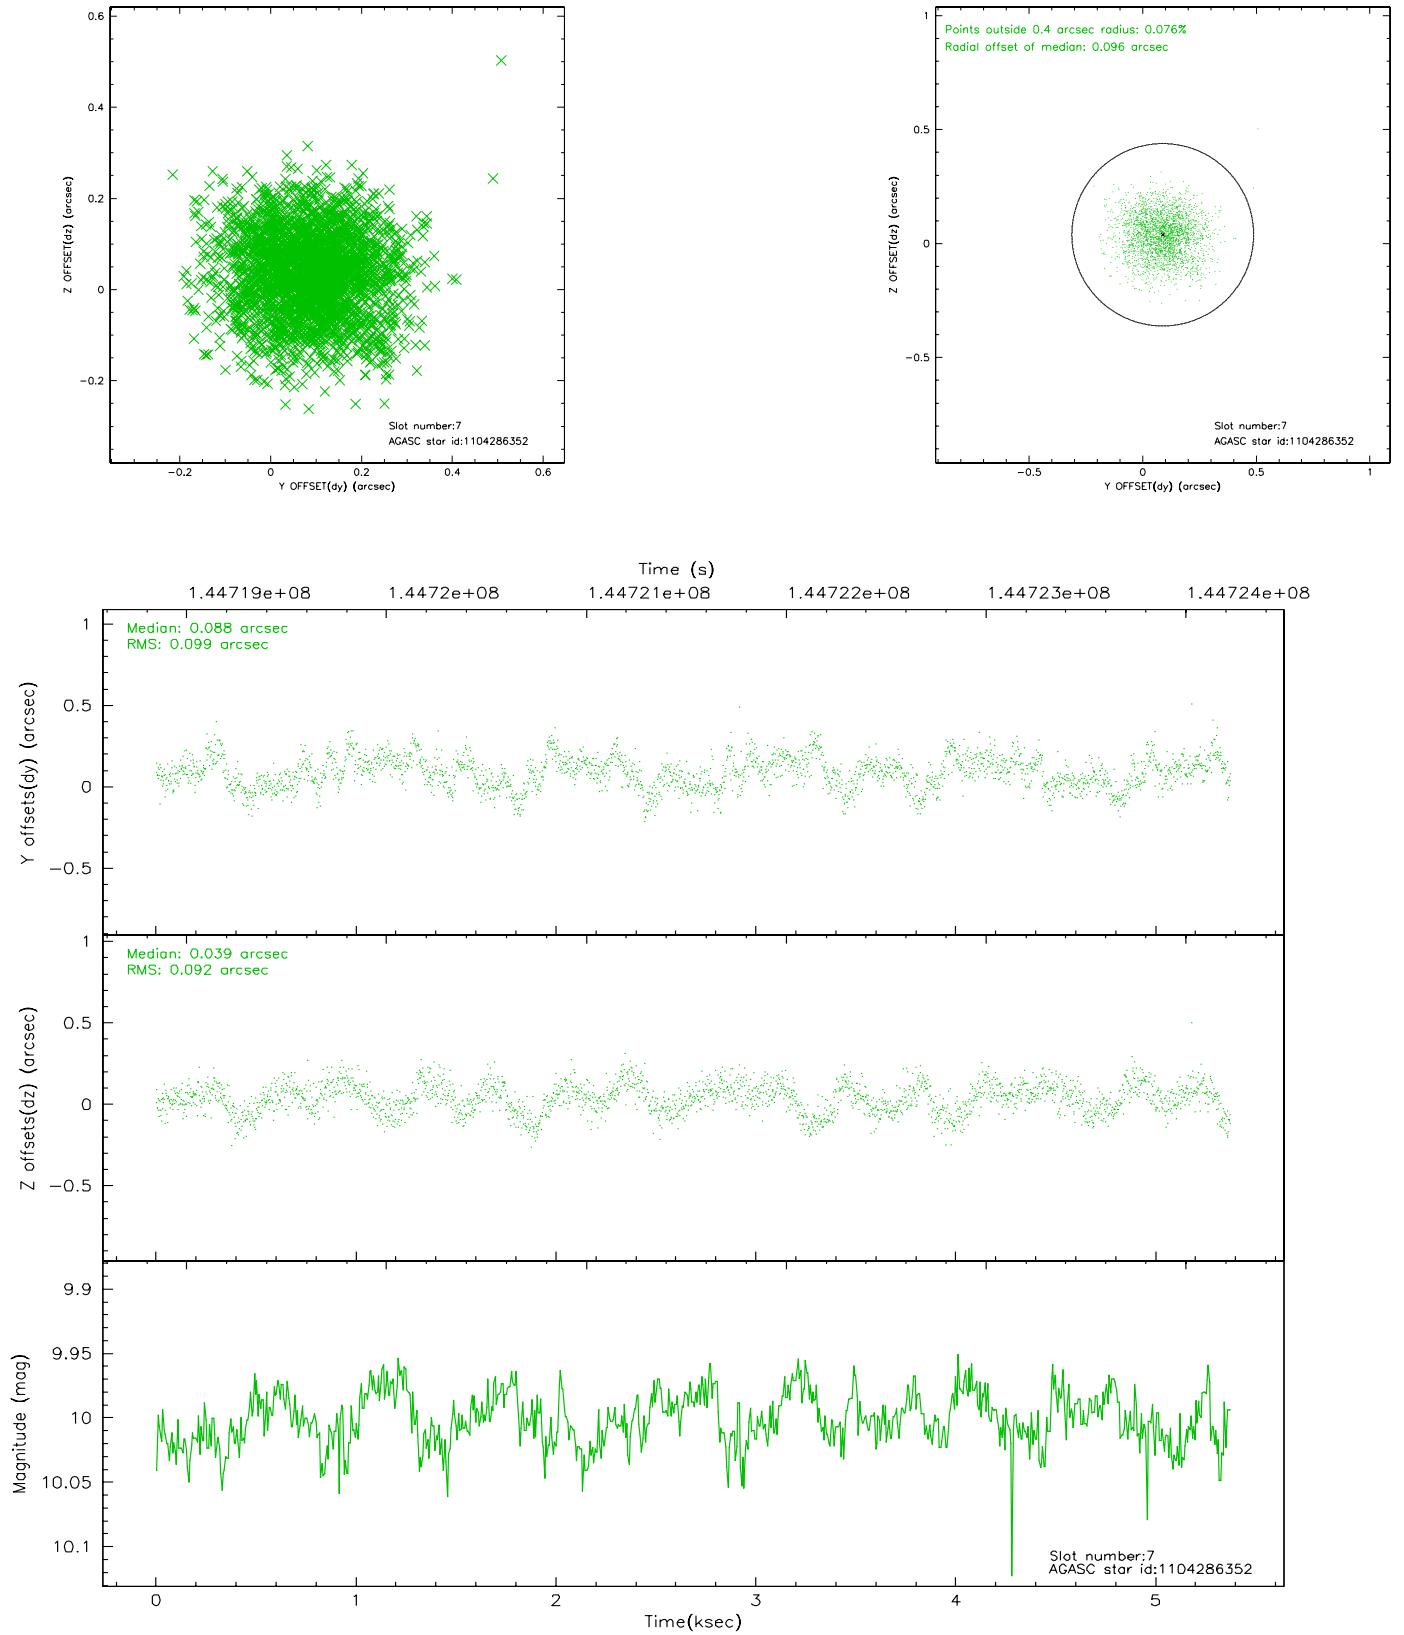 0.6
0.4
0.2
0
−0.2
−0.2
0
0.2
0.4
0.6
Z OFFSET(dz) (arcsec)
Y OFFSET(dy) (arcsec)
Slot number:7
AGASC star id:1104286352
Points outside 0.4 arcsec radius: 0.076%
Radial offset of median: 0.096 arcsec
1
0.5
0
−0.5
−0.5
0
0.5
1
Z OFFSET(dz) (arcsec)
Y OFFSET(dy) (arcsec)
Slot number:7
AGASC star id:1104286352
Time (s)
1.44719e+08
1.4472e+08
1.44721e+08
1.44722e+08
1.44723e+08
1.44724e+08
Median: 0.088 arcsec
RMS: 0.099 arcsec
1
0.5
0
−0.5
Y offsets(dy) (arcsec)
Median: 0.039 arcsec
RMS: 0.092 arcsec
1
0.5
0
−0.5
Z offsets(dz) (arcsec)
9.9
9.95
10
10.05
10.1
Magnitude (mag)
Slot number:7
AGASC star id:1104286352
0
1
2
3
4
5
Time(ksec)